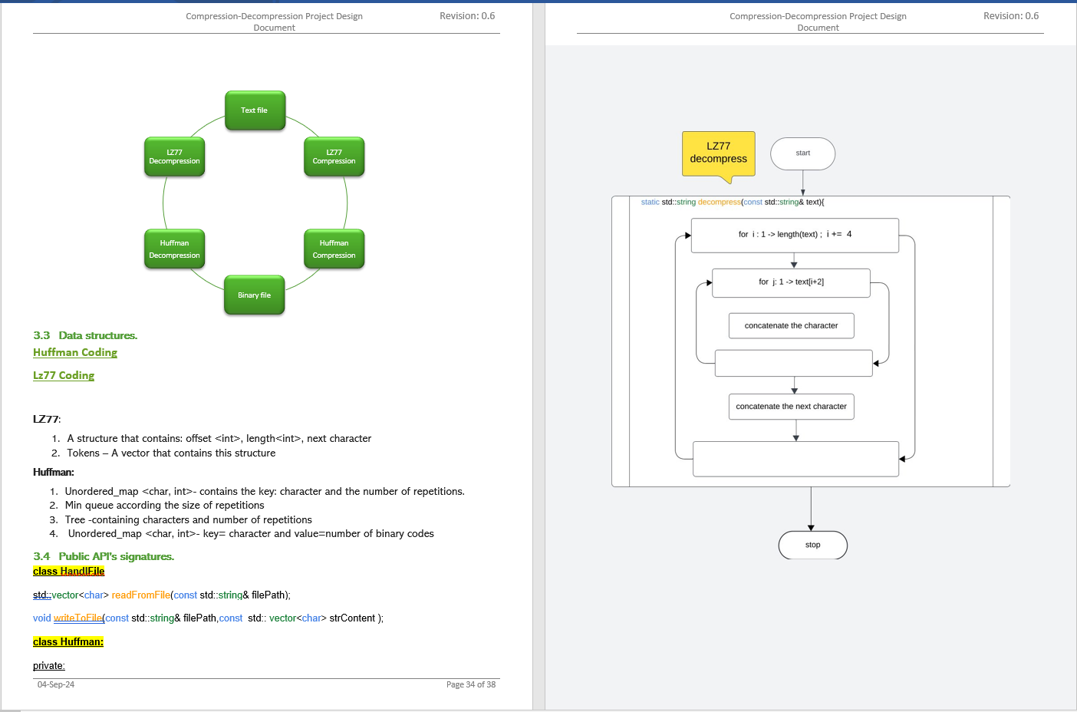 Compression-Decompression Project Design
Document
Revision: 0.6
Text file
LZ77
Decompression
LZ77
Compression
Huffman
Decompression
Huffman
Compression
Binary file
3.3 Data structures.
Huffman Coding
Lz77 Coding
LZ77:
1. A structure that contains: offset <int>, length<int>, next character
2. Tokens – A vector that contains this structure
Huffman:
1. Unordered_map <char, int>- contains the key: character and the number of repetitions.
2. Min queue according the size of repetitions
3. Tree -containing characters and number of repetitions
4. Unordered_map <char, int>- key= character and value=number of binary codes
3.4 Public API's signatures.
class HandlFile
std::vector<char> readFromFile(const std::string& filePath);
void writeToFile(const std::string& filePath,const std:: vector<char> strContent );
class Huffman:
private:
04-Sep-24
Page 34 of 38
Compression-Decompression Project Design
Document
Revision: 0.6
LZ77
decompress
start
static std::string decompress(const std::string& text){
for i : 1 -> length(text) ; i += 4
for j: 1 -> text[i+2]
concatenate the character
concatenate the next character
stop